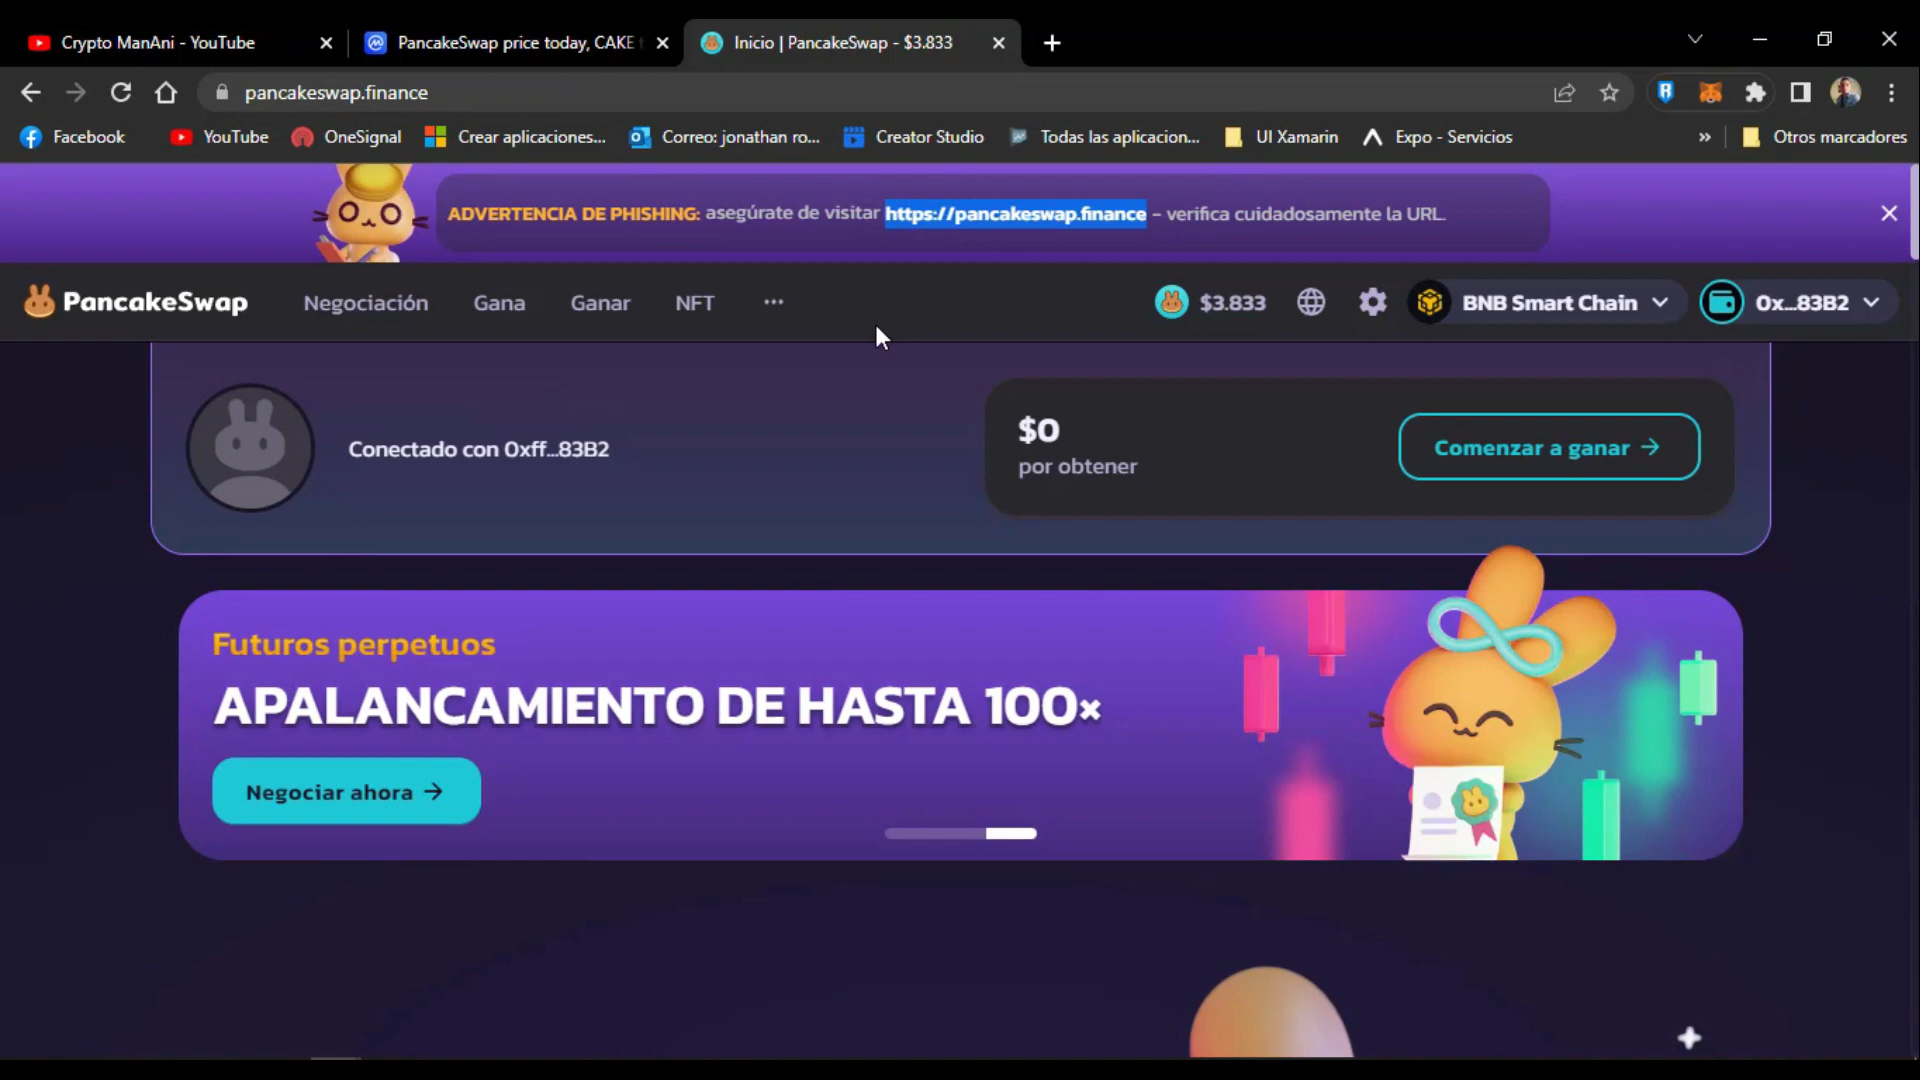 Crypto ManAni - YouTube
PancakeSwap price today, CAKE t
Inicio | PancakeSwap - $3.833
pancakeswap.finance
Facebook
YouTube
OneSignal
Crear aplicaciones...
Correo: jonathan ro...
Creator Studio
Todas las aplicacion...
UI Xamarin
Expo - Servicios
»
Otros marcadores
ADVERTENCIA DE PHISHING: asegúrate de visitar https://pancakeswap.finance - verifica cuidadosamente la URL.
PancakeSwap
Negociación
Gana
Ganar
NFT
...
$3.833
BNB Smart Chain
0x...83B2
Conectado con 0xff...83B2
$0
por obtener
Comenzar a ganar →
Futuros perpetuos
APALANCAMIENTO DE HASTA 100×
Negociar ahora →